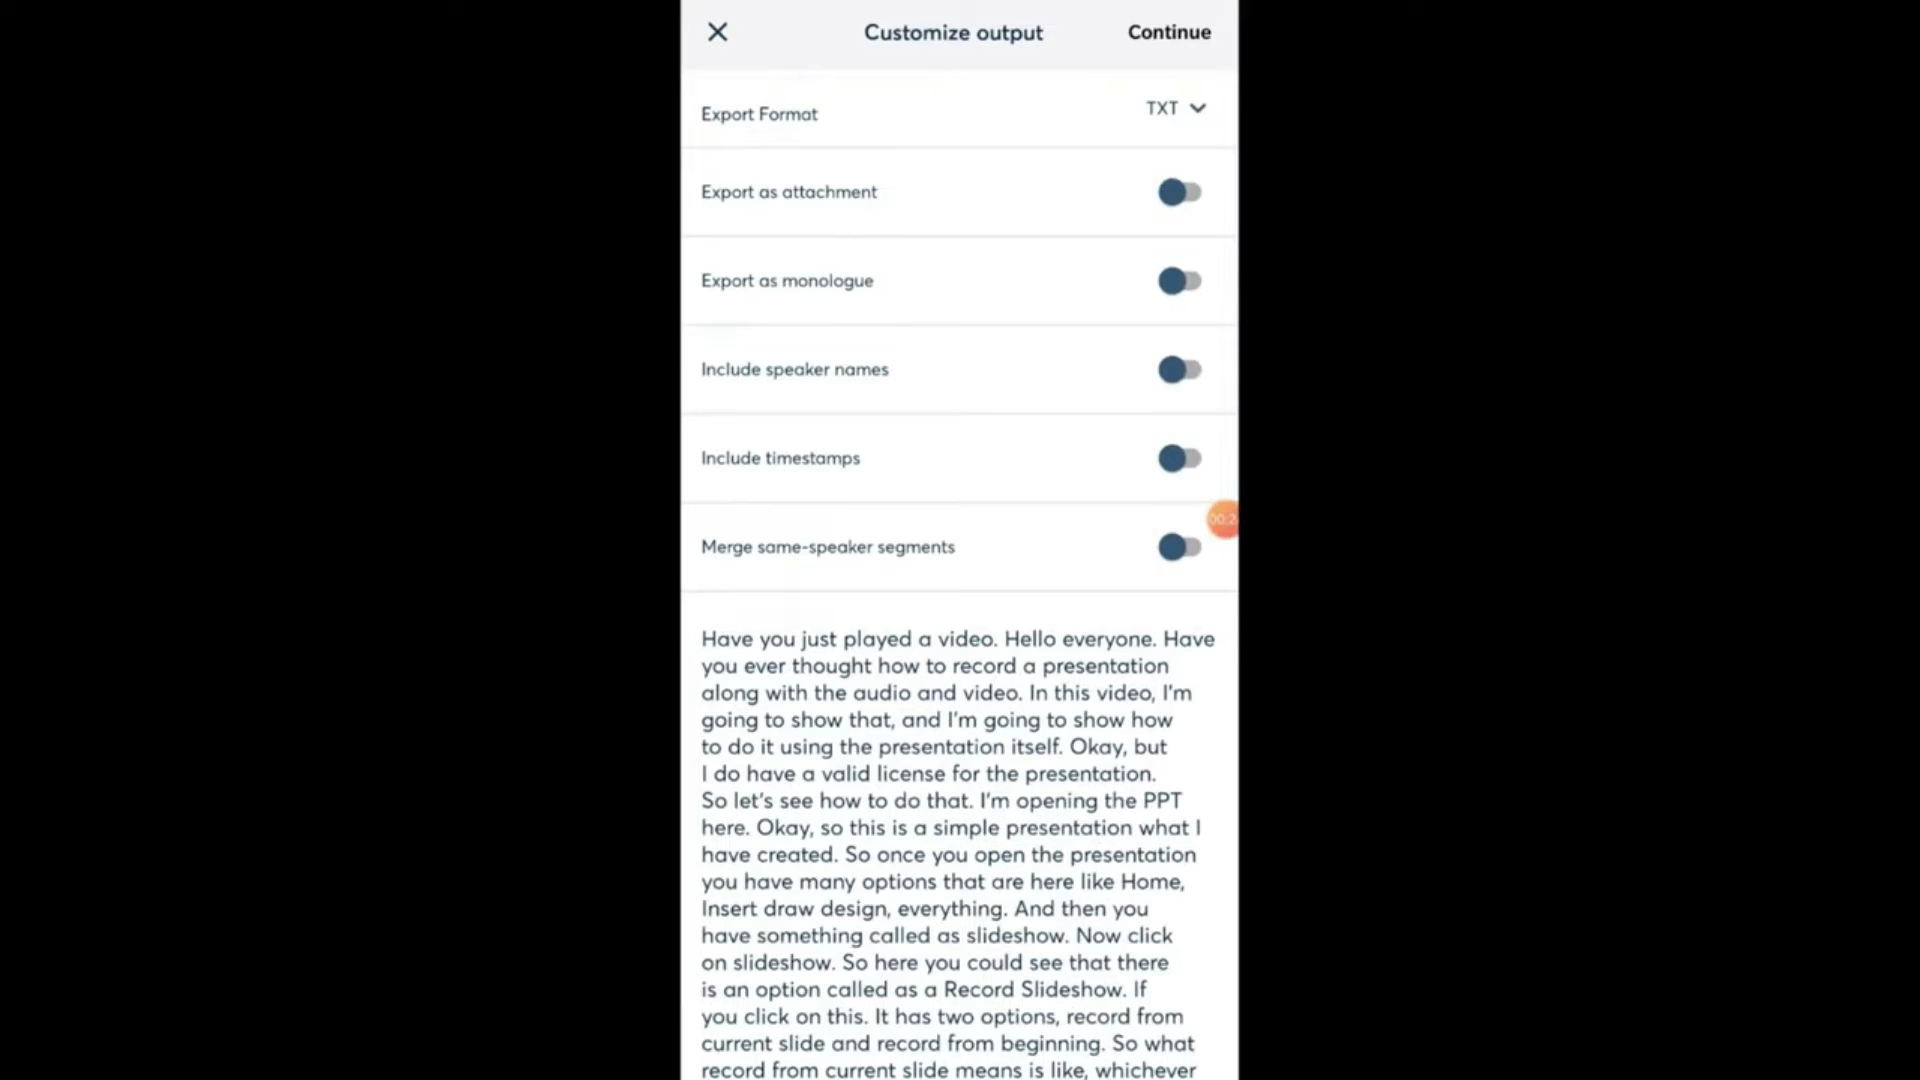 Customize output
Continue
Export Format
TXT
Export as attachment
Export as monologue
Include speaker names
Include timestamps
Merge same-speaker segments
Have you just played a video. Hello everyone. Have
you ever thought how to record a presentation
along with the audio and video. In this video, I'm
going to show that, and I'm going to show how
to do it using the presentation itself. Okay, but
I do have a valid license for the presentation.
So let's see how to do that. I'm opening the PPT
here. Okay, so this is a simple presentation what I
have created. So once you open the presentation
you have many options that are here like Home,
Insert draw design, everything. And then you
have something called as slideshow. Now click
on slideshow. So here you could see that there
is an option called as a Record Slideshow. If
you click on this. It has two options, record from
current slide and record from beginning. So what
record from current slide means is like, whichever